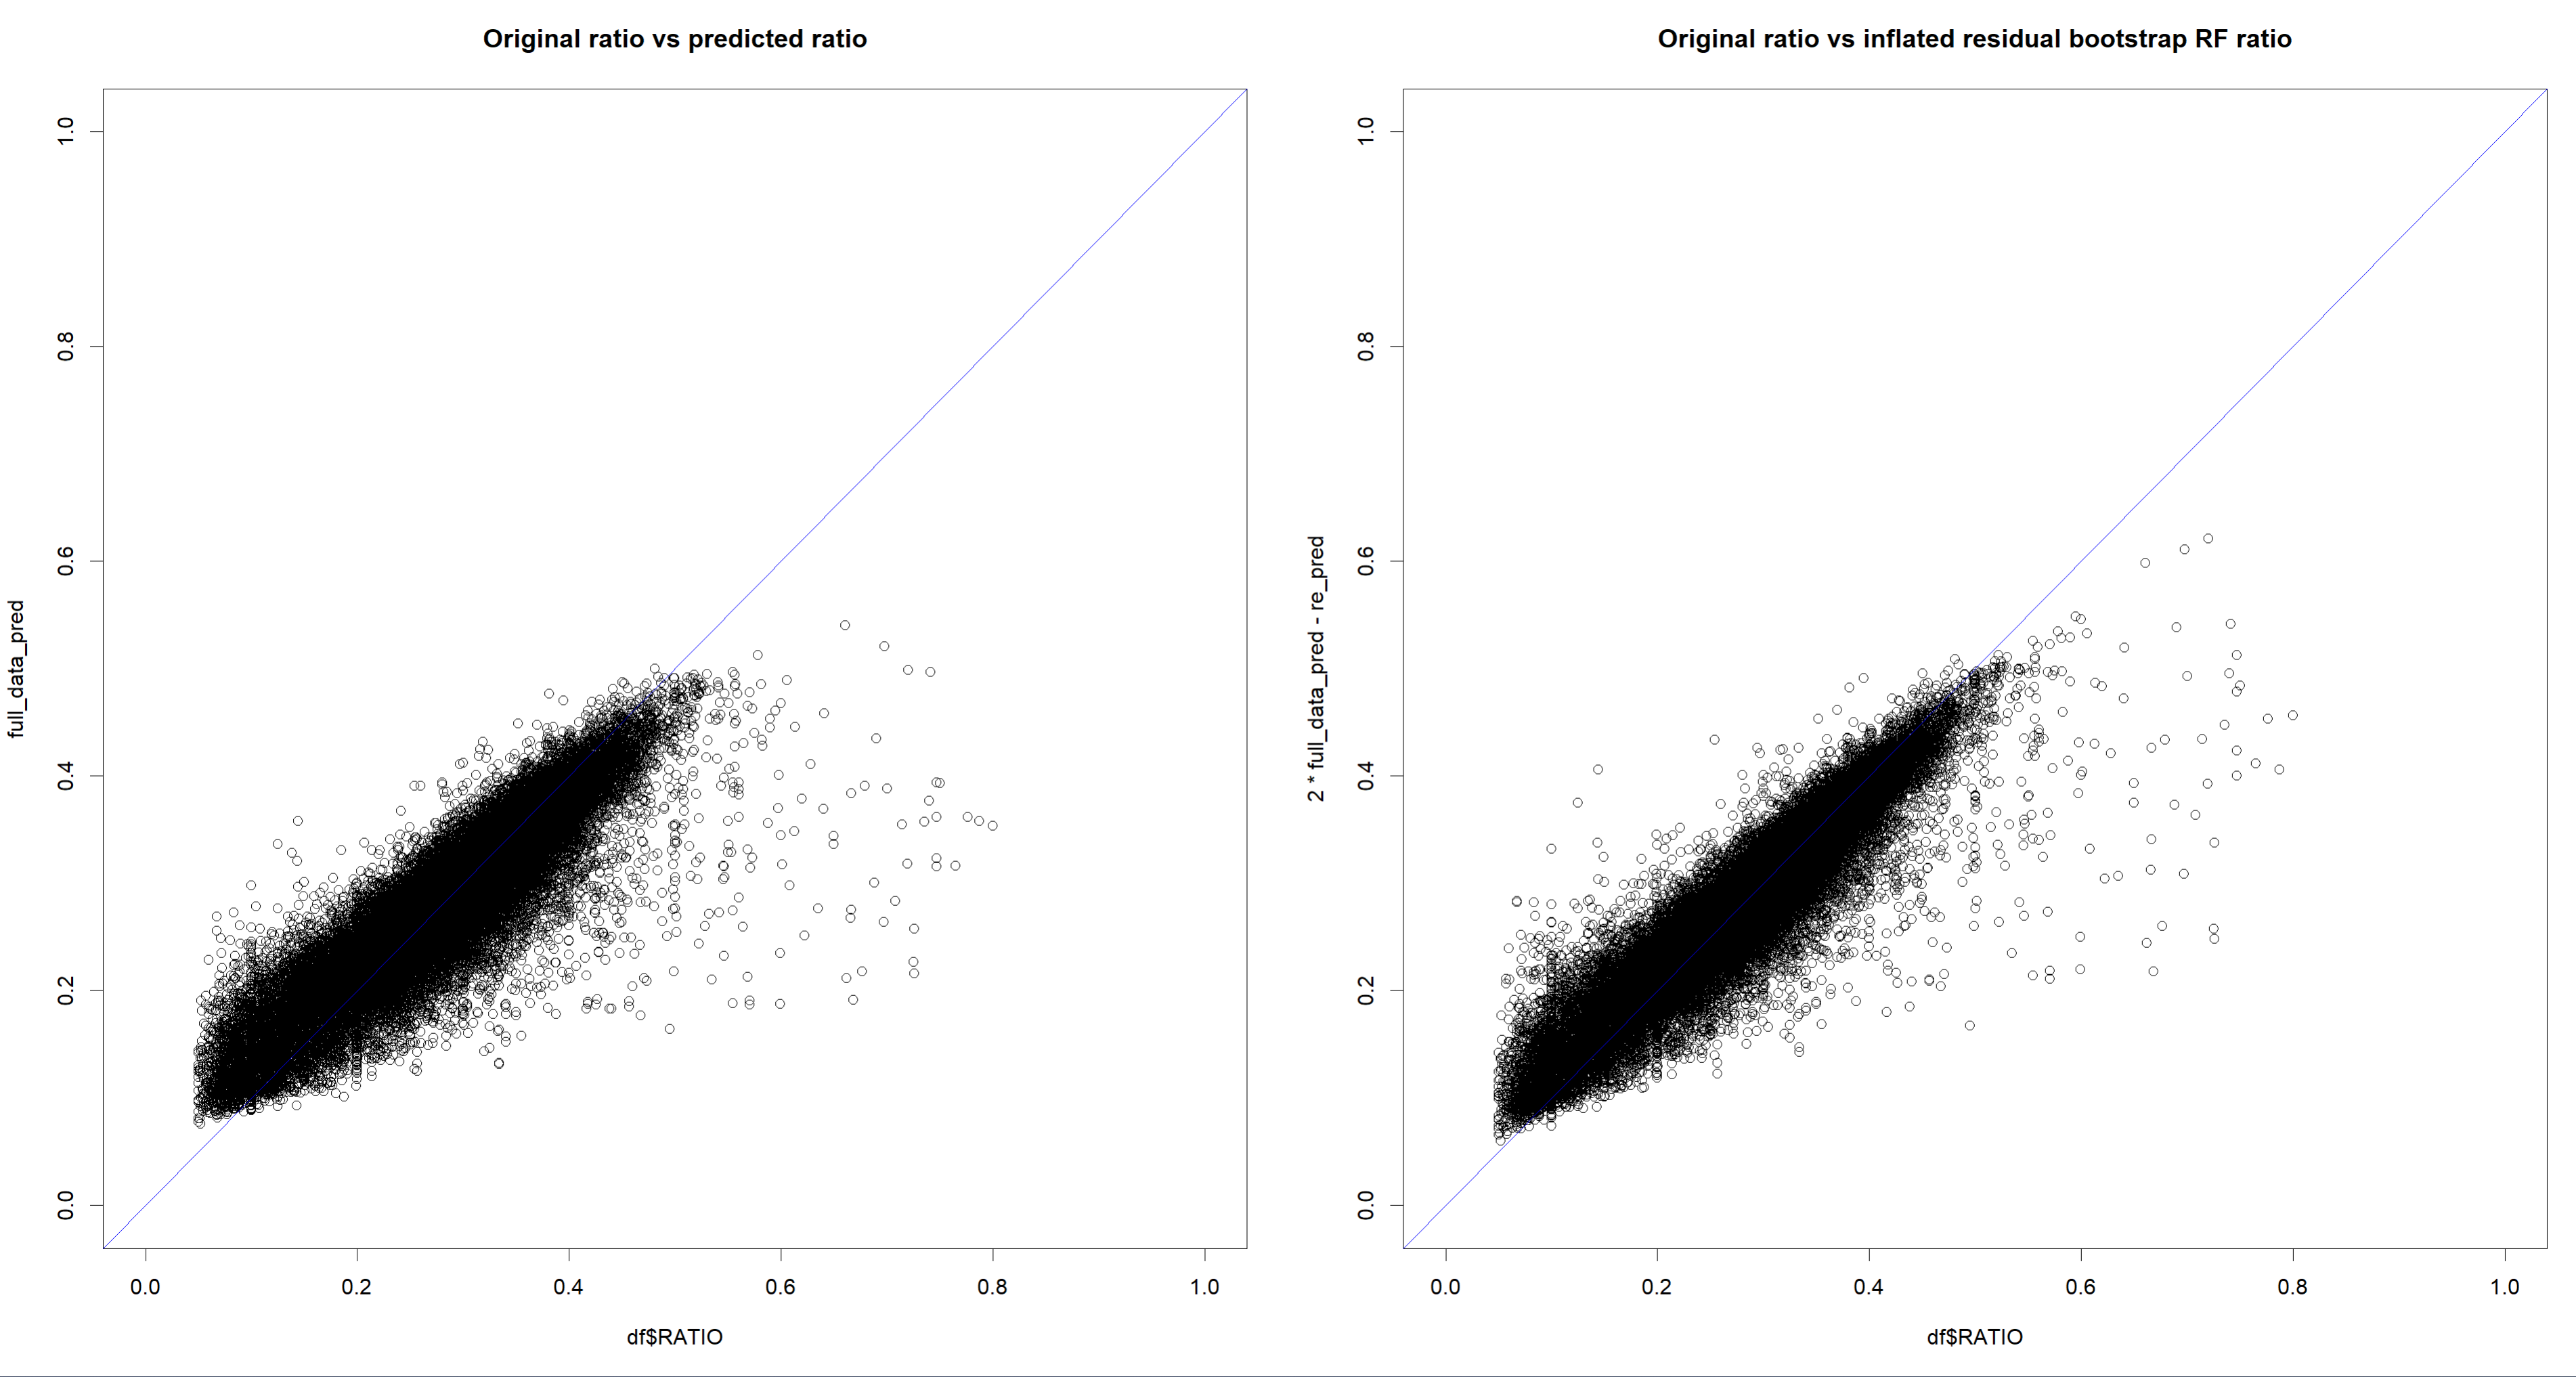 Original ratio vs predicted ratio
full_data_pred
1.0
0.8
0.6
0.4
0.2
0.0
0.0 0.2 0.4 0.6 0.8 1.0
df$RATIO
Original ratio vs inflated residual bootstrap RF ratio
2 * full_data_pred - re_pred
1.0
0.8
0.6
0.4
0.2
0.0
0.0 0.2 0.4 0.6 0.8 1.0
df$RATIO